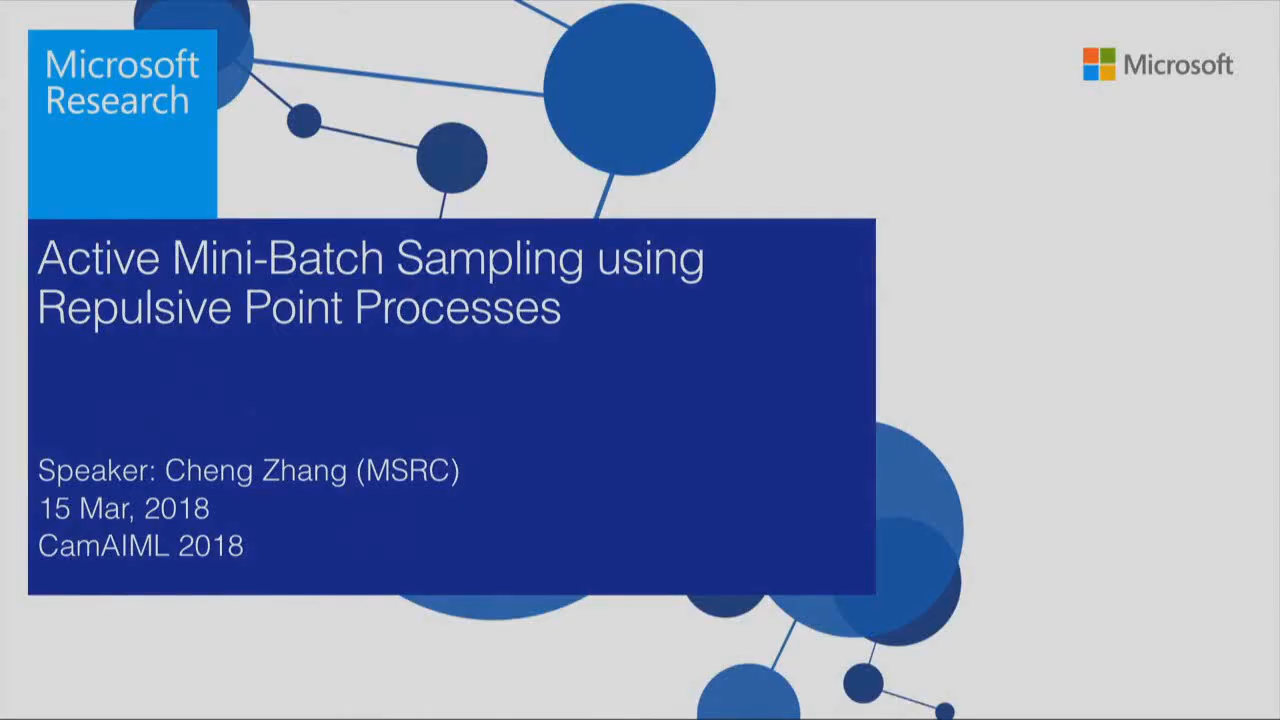 Microsoft
Research
Microsoft
Active Mini-Batch Sampling using
Repulsive Point Processes
Speaker: Cheng Zhang (MSRC)
15 Mar, 2018
CamAIML 2018